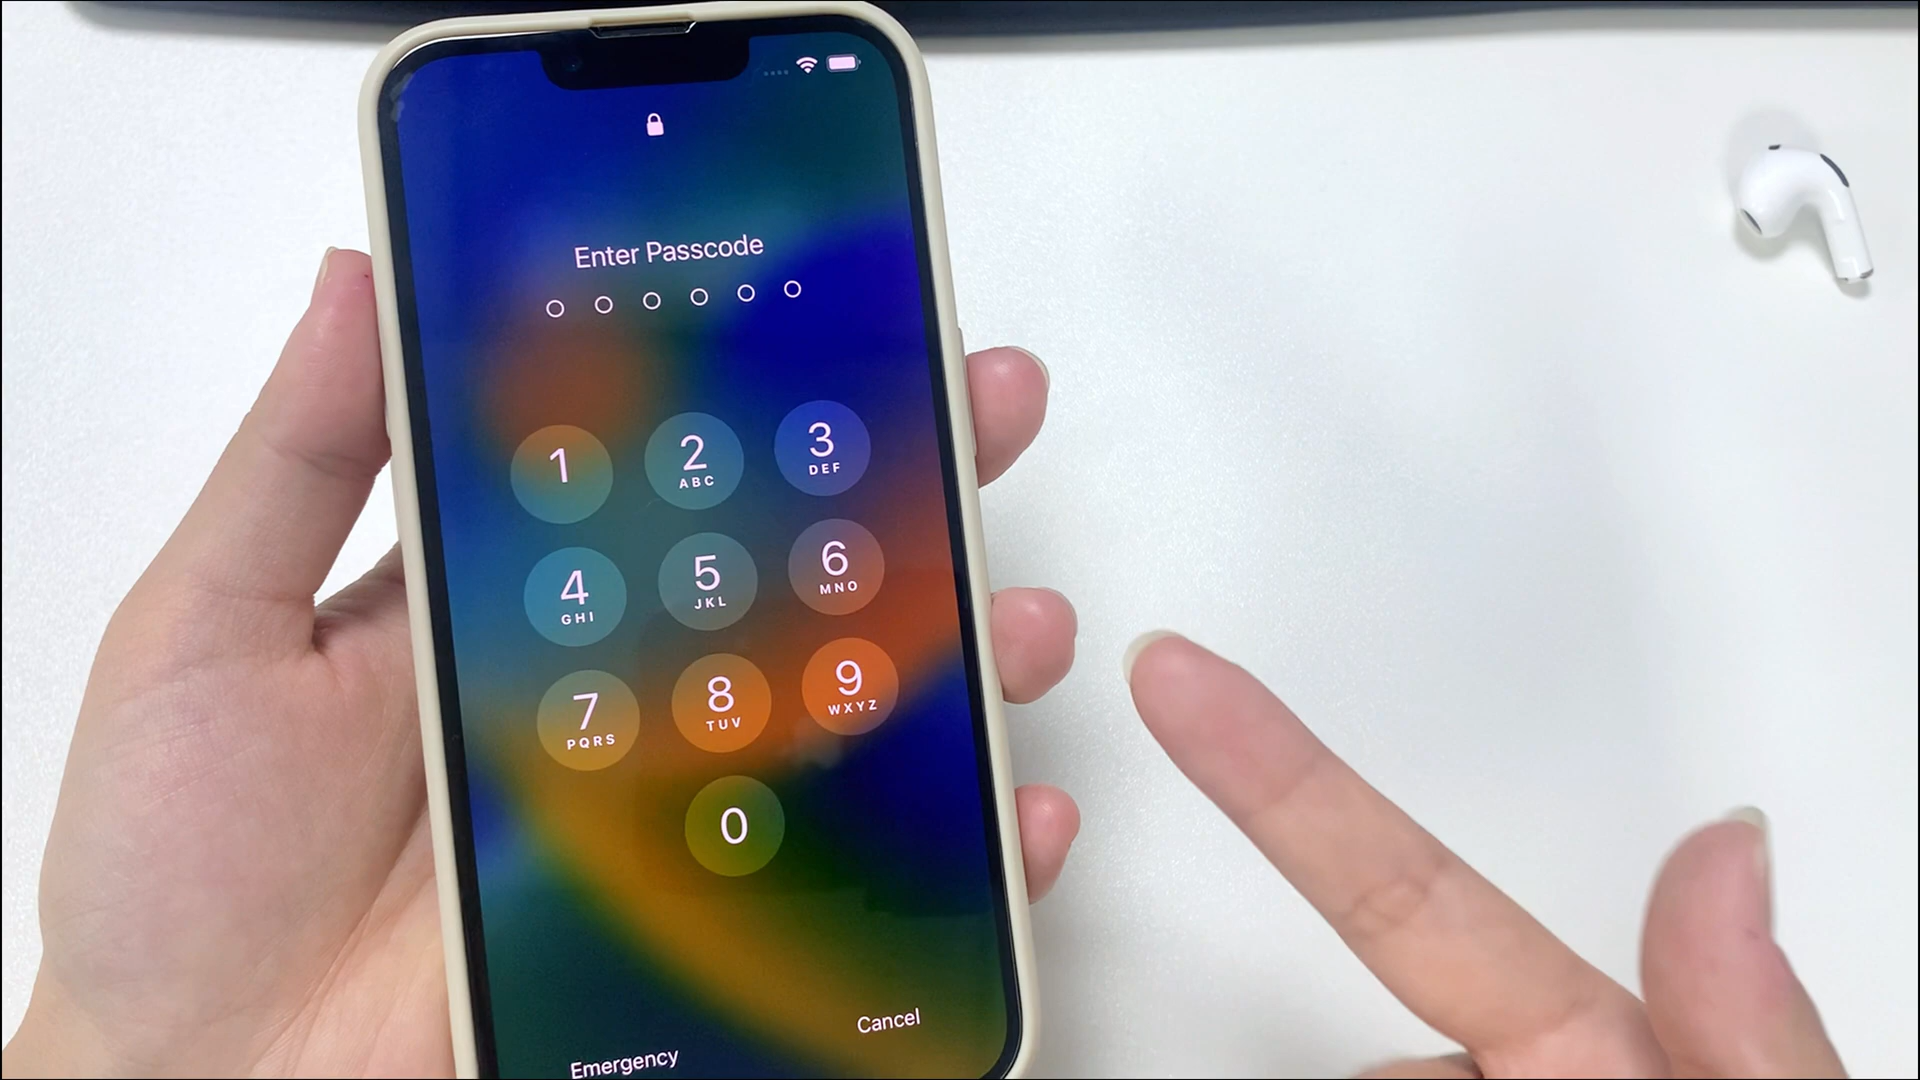 Enter Passcode
1
2
ABC
3
DEF
4
GHI
5
JKL
6
MNO
7
PQRS
8
TUV
9
WXYZ
0
Cancel
Emergency